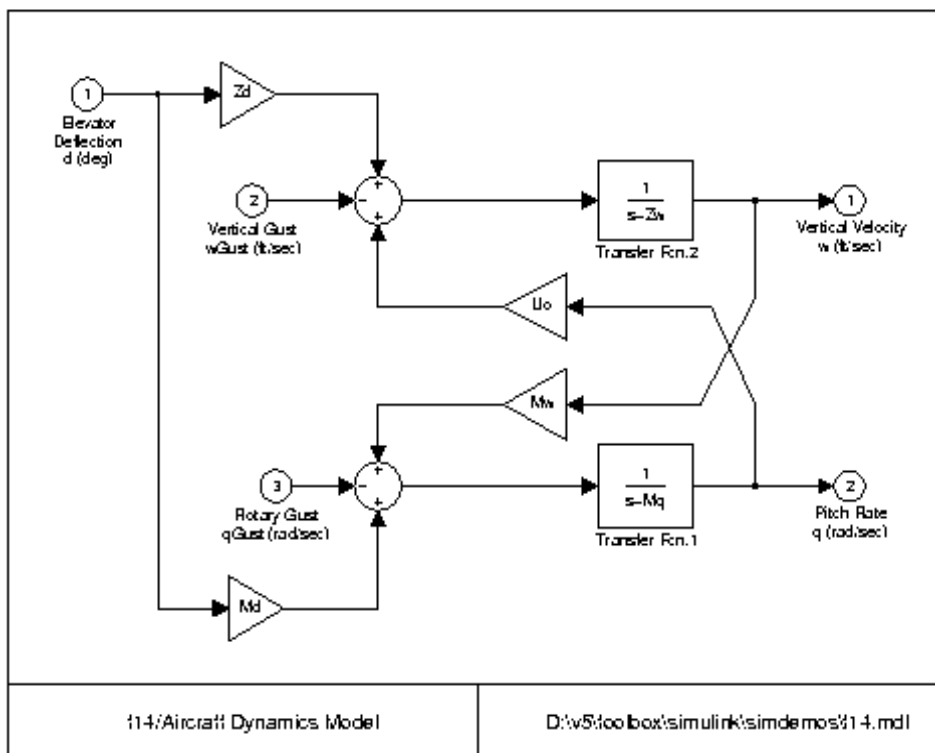 Zd
1
Elevator
Deflection
d (deg)
+
2
−
+
1
s−Zw
1
Vertical Gust
wGust (ft/sec)
Transfer Fcn.2
Vertical Velocity
w (ft/sec)
Uo
Mw
+
3
−
+
1
s−Mq
2
Rotary Gust
qGust (rad/sec)
Transfer Fcn.1
Pitch Rate
q (rad/sec)
Md
f14/Aircraft Dynamics Model
D:\v5\toolbox\simulink\simdemos\f14.mdl